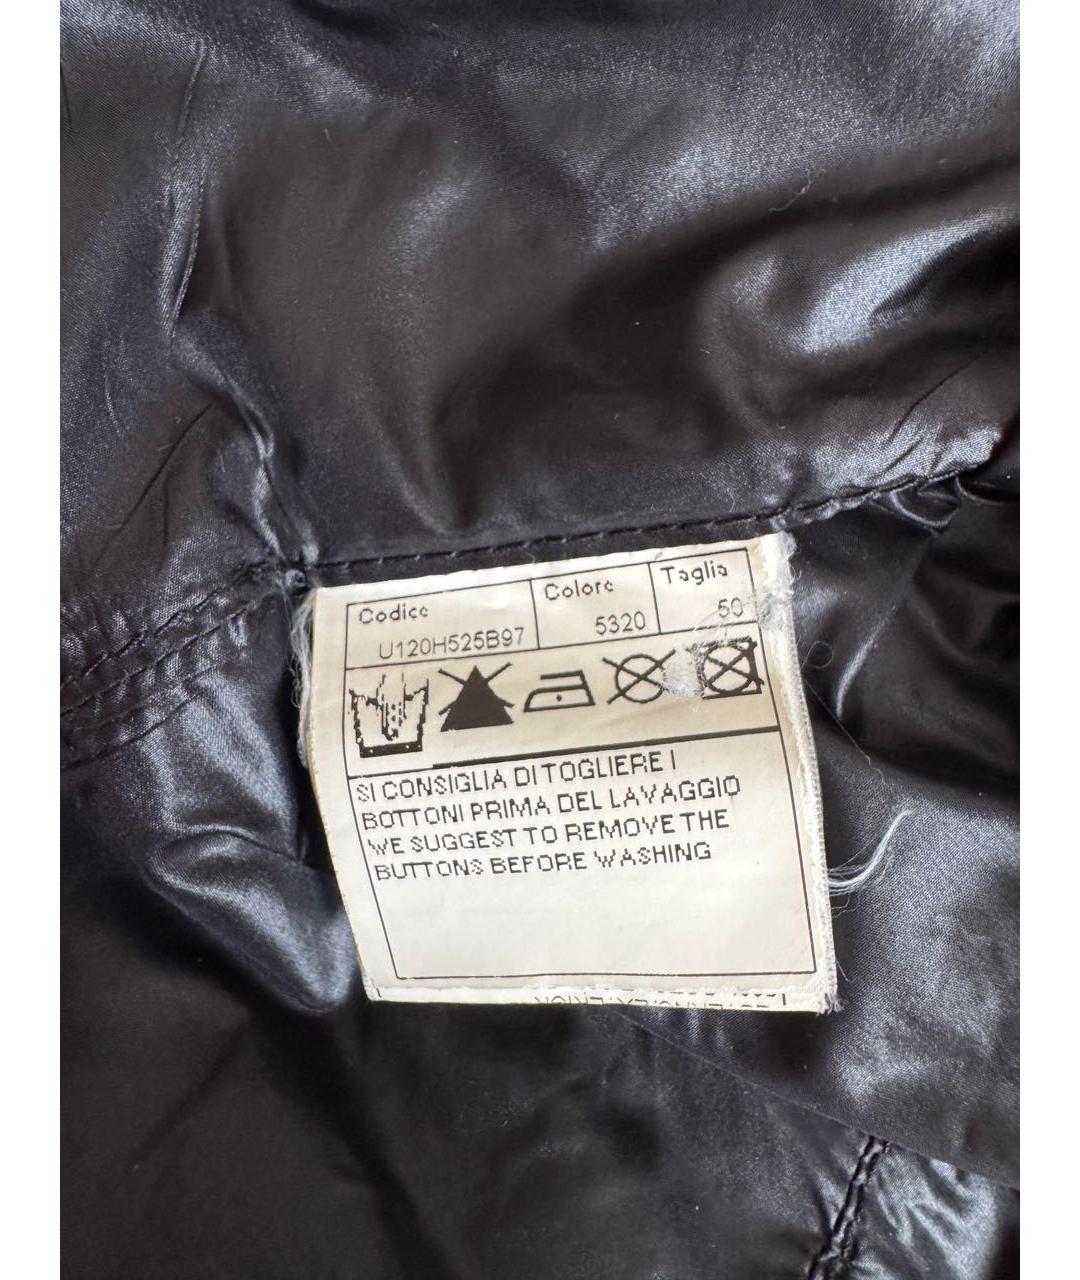 Codice Colore Taglia
U120H525B97 5320 50
SI CONSIGLIA DI TOGLIERE I
BOTTONI PRIMA DEL LAVAGGIO
WE SUGGEST TO REMOVE THE
BUTTONS BEFORE WASHING